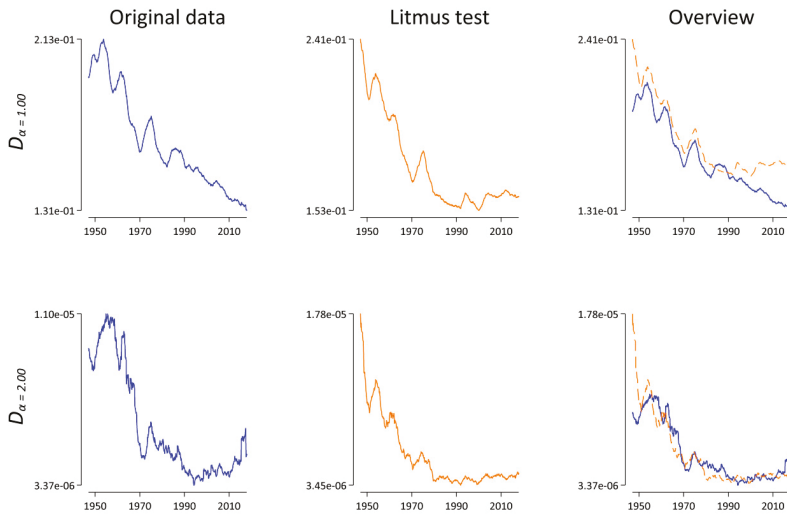 Original data Litmus test Overview
2.13e-01 2.41e-01 2.41e-01
D α = 1.00
1.31e-01 1.53e-01 1.31e-01
1950 1970 1990 2010 1950 1970 1990 2010 1950 1970 1990 2010
1.10e-05 1.78e-05 1.78e-05
D α = 2.00
3.37e-06 3.45e-06 3.37e-06
1950 1970 1990 2010 1950 1970 1990 2010 1950 1970 1990 2010